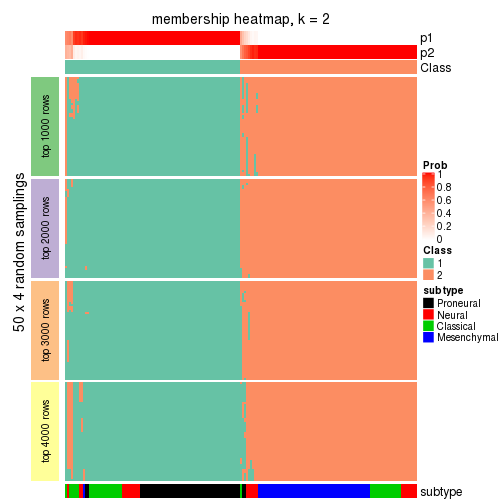 membership heatmap, k = 2
p1
p2
Class
50 x 4 random samplings
top 1000 rows
top 2000 rows
top 3000 rows
top 4000 rows
Prob
1
0.8
0.6
0.4
0.2
0
Class
1
2
subtype
Proneural
Neural
Classical
Mesenchymal
subtype